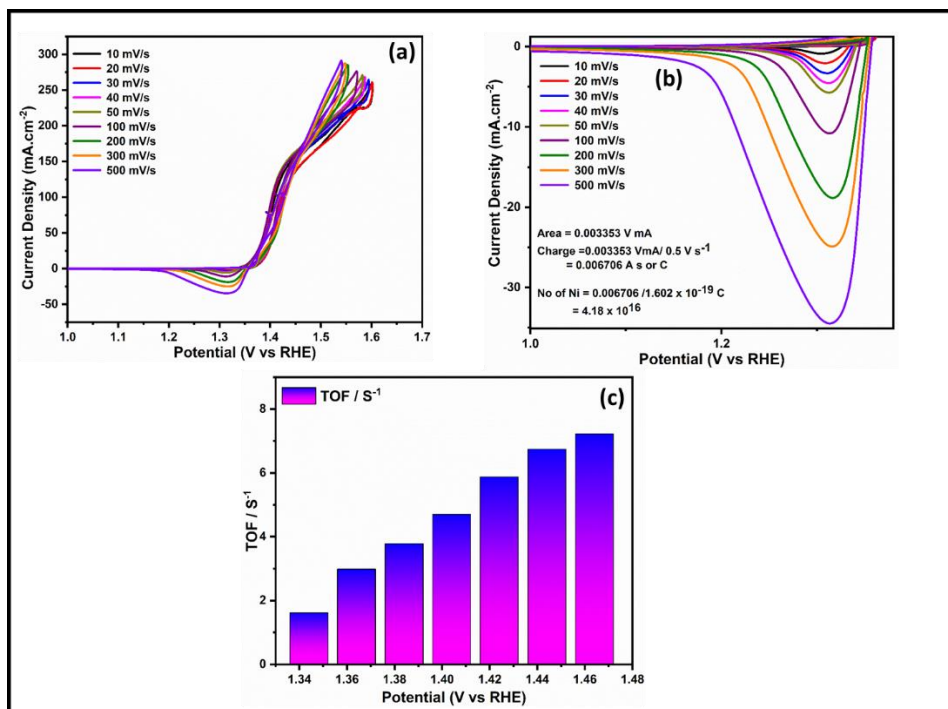 (a)
10 mV/s
20 mV/s
30 mV/s
40 mV/s
50 mV/s
100 mV/s
200 mV/s
300 mV/s
500 mV/s
Current Density (mA.cm⁻²)
300
250
200
150
100
50
0
-25
-50
1.0 1.1 1.2 1.3 1.4 1.5 1.6 1.7
Potential (V vs RHE)
(b)
10 mV/s
20 mV/s
30 mV/s
40 mV/s
50 mV/s
100 mV/s
200 mV/s
300 mV/s
500 mV/s
Area = 0.003353 V mA
Charge =0.003353 VmA/ 0.5 V s⁻¹
= 0.006706 A s or C
No of Ni = 0.006706 /1.602 x 10⁻¹⁹ C
= 4.18 x 10¹⁶
Current Density (mA.cm⁻²)
0
-10
-20
-30
1.0 1.2
Potential (V vs RHE)
(c)
TOF / S⁻¹
TOF / S⁻¹
8
6
4
2
0
1.34 1.36 1.38 1.40 1.42 1.44 1.46 1.48
Potential (V vs RHE)